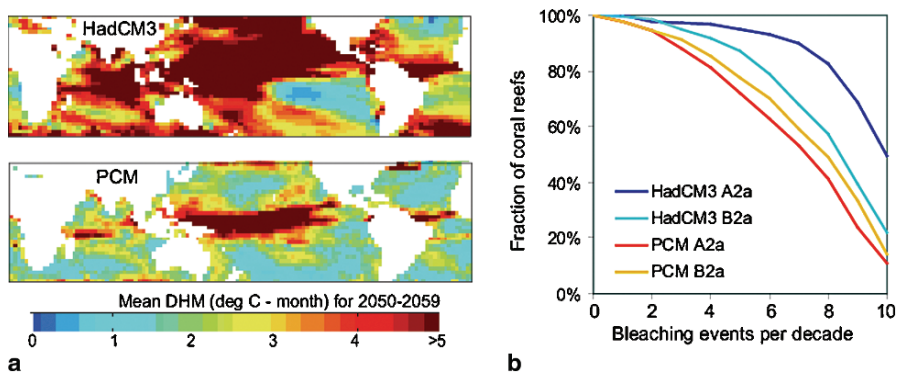 HadCM3
PCM
Mean DHM (deg C - month) for 2050-2059
0 1 2 3 4 >5
a
100%
80%
60%
40%
20%
0%
Fraction of coral reefs
HadCM3 A2a
HadCM3 B2a
PCM A2a
PCM B2a
0 2 4 6 8 10
Bleaching events per decade
b